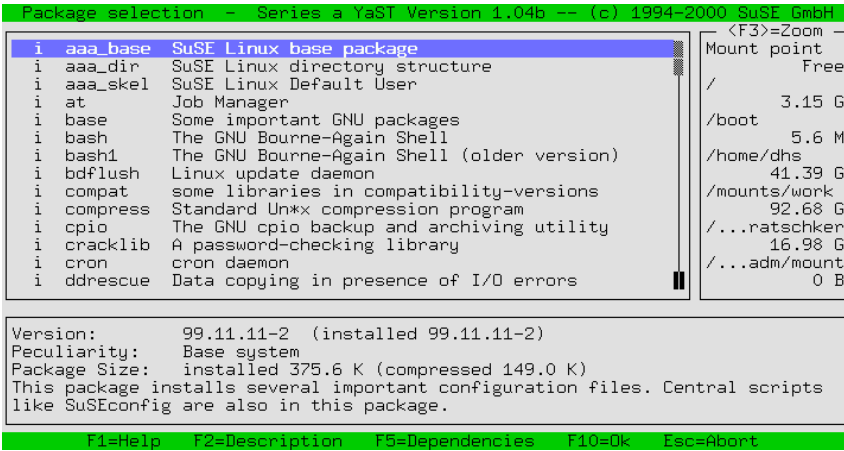 Package selection - Series a YaST Version 1.04b -- (c) 1994-2000 SuSE GmbH
<F3>=Zoom
i aaa_base SuSE Linux base package
i aaa_dir SuSE Linux directory structure
i aaa_skel SuSE Linux Default User
i at Job Manager
i base Some important GNU packages
i bash The GNU Bourne-Again Shell
i bash1 The GNU Bourne-Again Shell (older version)
i bdflush Linux update daemon
i compat some libraries in compatibility-versions
i compress Standard Un*x compression program
i cpio The GNU cpio backup and archiving utility
i cracklib A password-checking library
i cron cron daemon
i ddrescue Data copying in presence of I/O errors
Mount point
Free
/
3.15 G
/boot
5.6 M
/home/dhs
41.39 G
/mounts/work
92.68 G
/...ratschker
16.98 G
/...adm/mount
0 B
Version: 99.11.11-2 (installed 99.11.11-2)
Peculiarity: Base system
Package Size: installed 375.6 K (compressed 149.0 K)
This package installs several important configuration files. Central scripts
like SuSEconfig are also in this package.
F1=Help F2=Description F5=Dependencies F10=Ok Esc=Abort